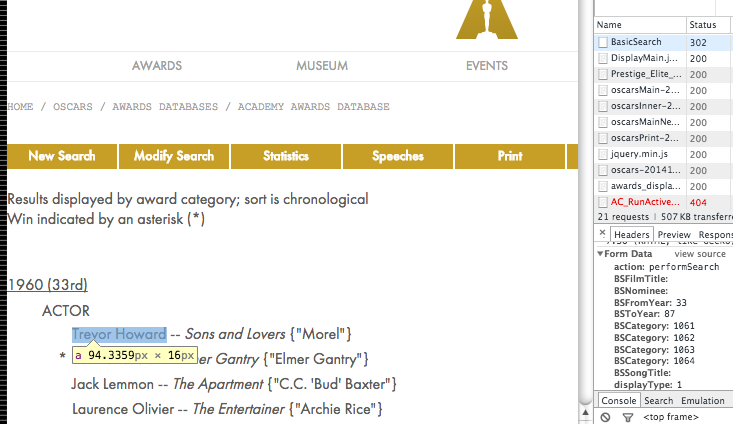 AWARDS MUSEUM EVENTS
HOME / OSCARS / AWARDS DATABASES / ACADEMY AWARDS DATABASE
New Search Modify Search Statistics Speeches Print
Results displayed by award category; sort is chronological
Win indicated by an asterisk (*)
1960 (33rd)
ACTOR
Trevor Howard -- Sons and Lovers {"Morel"}
* a 94.3359px × 16px er Gantry {"Elmer Gantry"}
Jack Lemmon -- The Apartment {"C.C. 'Bud' Baxter"}
Laurence Olivier -- The Entertainer {"Archie Rice"}
Name Status
BasicSearch 302
DisplayMain.j... 200
Prestige_Elite_... 200
oscarsMain-2... 200
oscarsInner-2... 200
oscarsMainNe... 200
oscarsPrint-2... 200
jquery.min.js 200
oscars-20141... 200
awards_displa... 200
AC_RunActive... 404
21 requests | 507 KB transferre
× Headers Preview Respons
▼Form Data view source
action: performSearch
BSFilmTitle:
BSNominee:
BSFromYear: 33
BSToYear: 87
BSCategory: 1061
BSCategory: 1062
BSCategory: 1063
BSCategory: 1064
BSSongTitle:
displayType: 1
Console Search Emulation
<top frame>